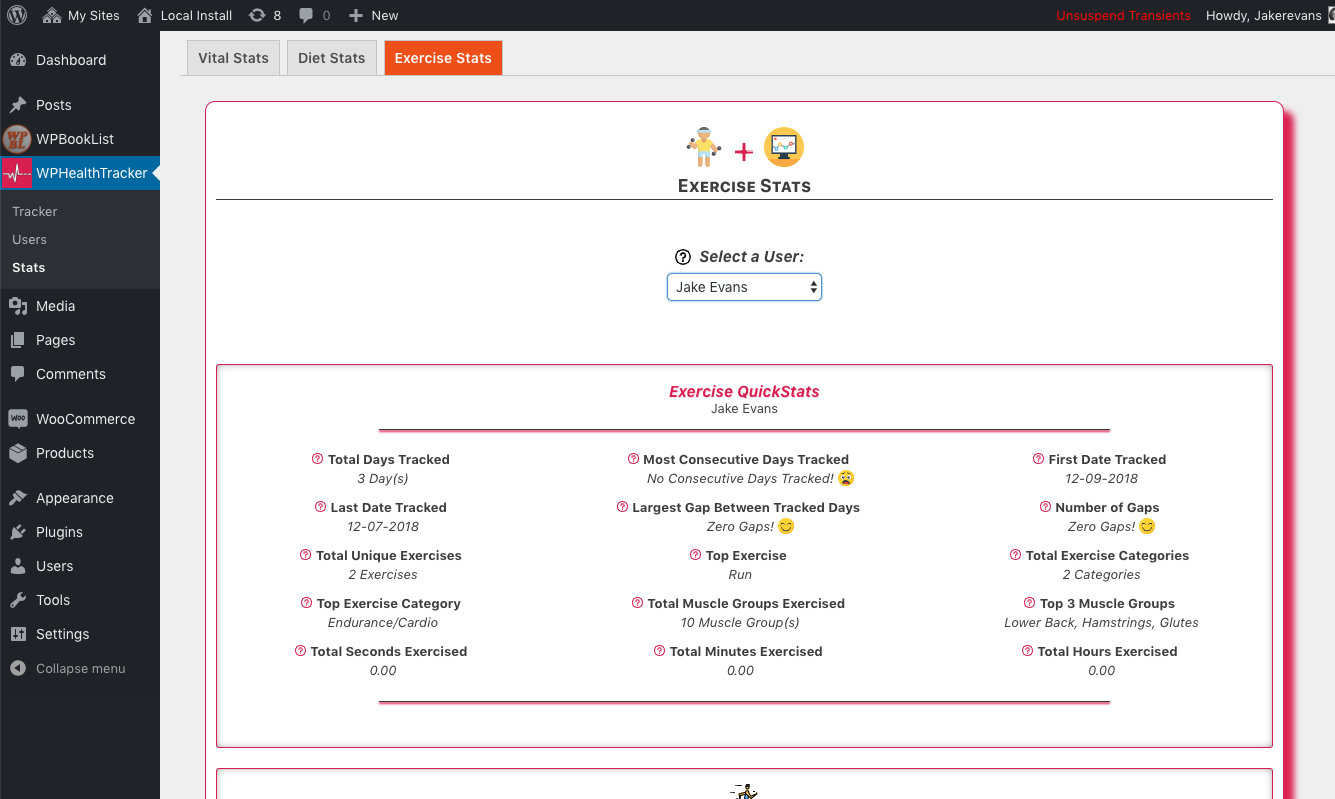 My Sites Local Install 8 0 New Unsuspend Transients Howdy, Jakerevans
Dashboard
Posts
WPBL WPBookList
WPHealthTracker
Tracker
Users
Stats
Media
Pages
Comments
Woo WooCommerce
Products
Appearance
Plugins
Users
Tools
Settings
Collapse menu
Vital Stats Diet Stats Exercise Stats
Exercise Stats
Select a User:
Jake Evans
Exercise QuickStats
Jake Evans
Total Days Tracked Most Consecutive Days Tracked First Date Tracked
3 Day(s) No Consecutive Days Tracked! 😩 12-09-2018
Last Date Tracked Largest Gap Between Tracked Days Number of Gaps
12-07-2018 Zero Gaps! 😊 Zero Gaps! 😊
Total Unique Exercises Top Exercise Total Exercise Categories
2 Exercises Run 2 Categories
Top Exercise Category Total Muscle Groups Exercised Top 3 Muscle Groups
Endurance/Cardio 10 Muscle Group(s) Lower Back, Hamstrings, Glutes
Total Seconds Exercised Total Minutes Exercised Total Hours Exercised
0.00 0.00 0.00